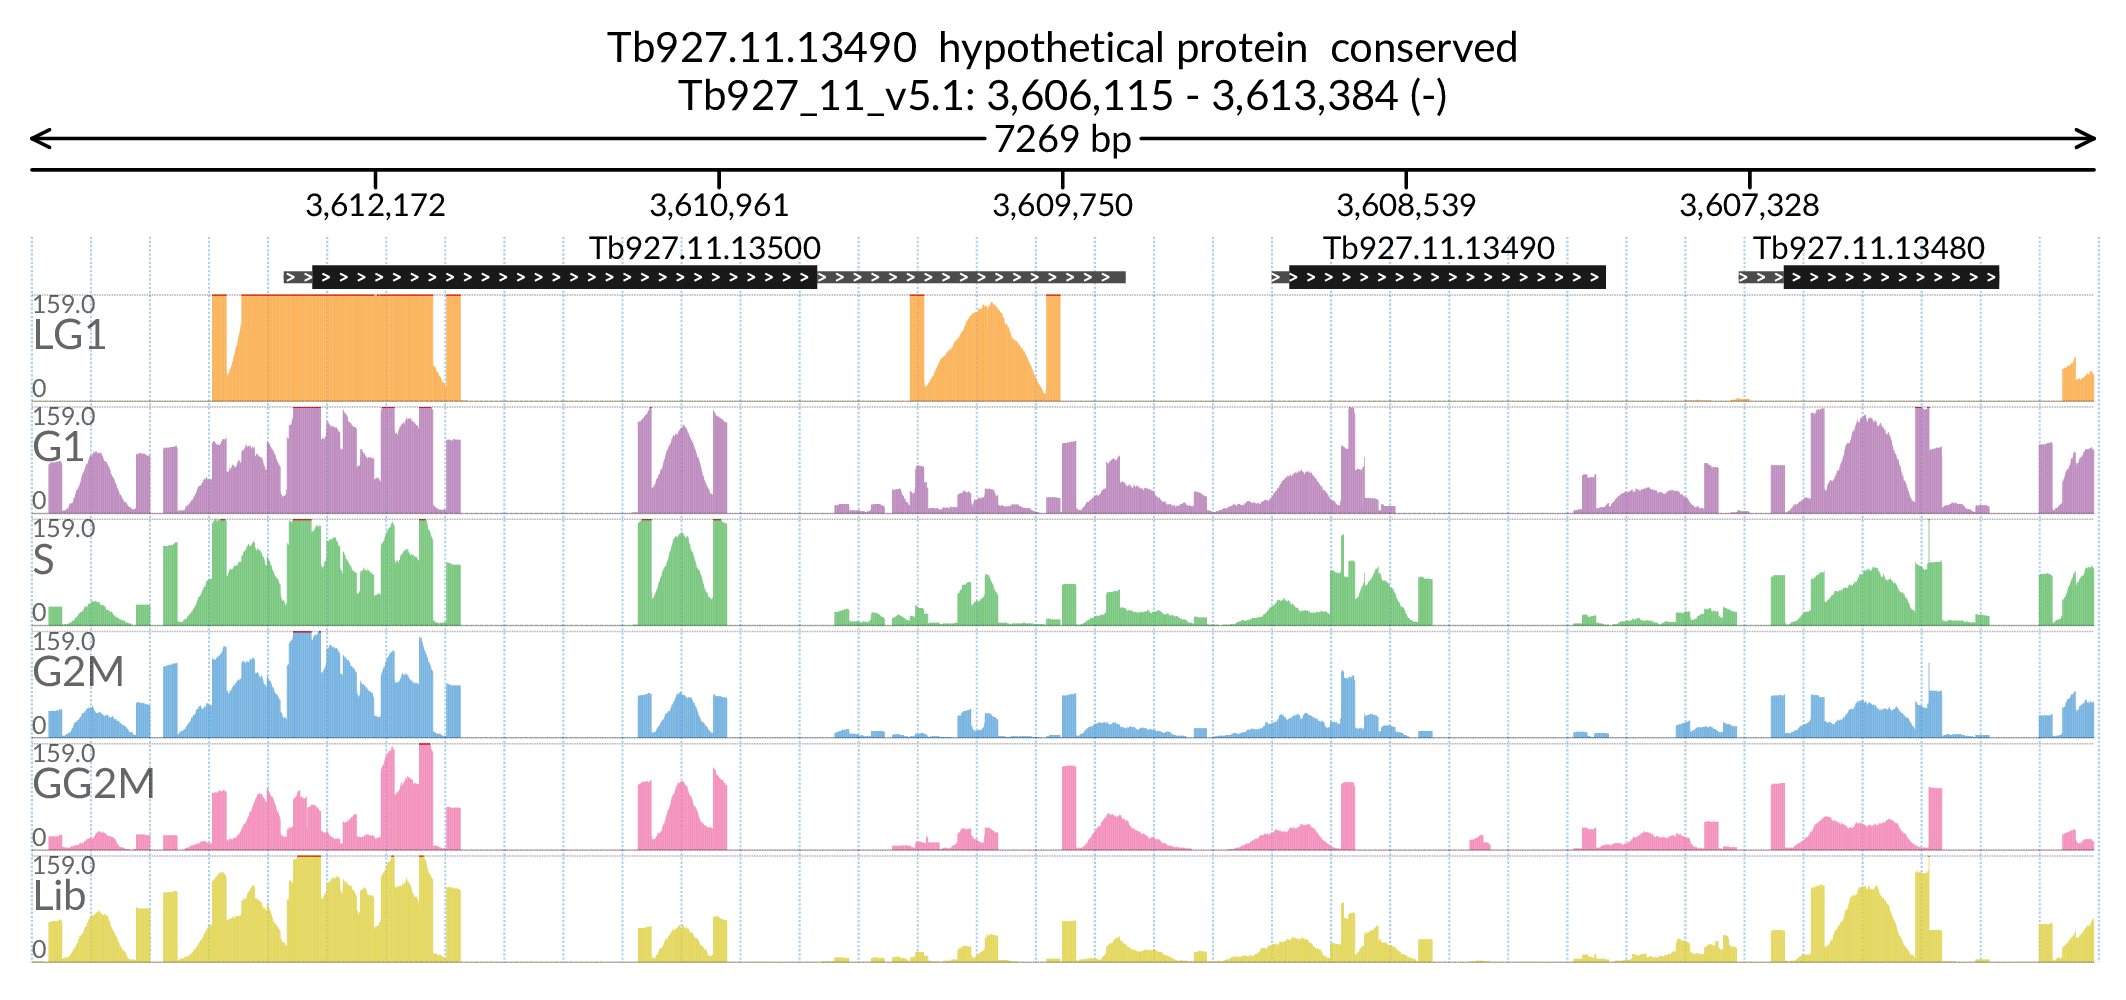 Tb927.11.13490 hypothetical protein conserved
Tb927_11_v5.1: 3,606,115 - 3,613,384 (-)
7269 bp
3,612,172 3,610,961 3,609,750 3,608,539 3,607,328
Tb927.11.13500 Tb927.11.13490 Tb927.11.13480
159.0
LG1
0
159.0
G1
0
159.0
S
0
159.0
G2M
0
159.0
GG2M
0
159.0
Lib
0